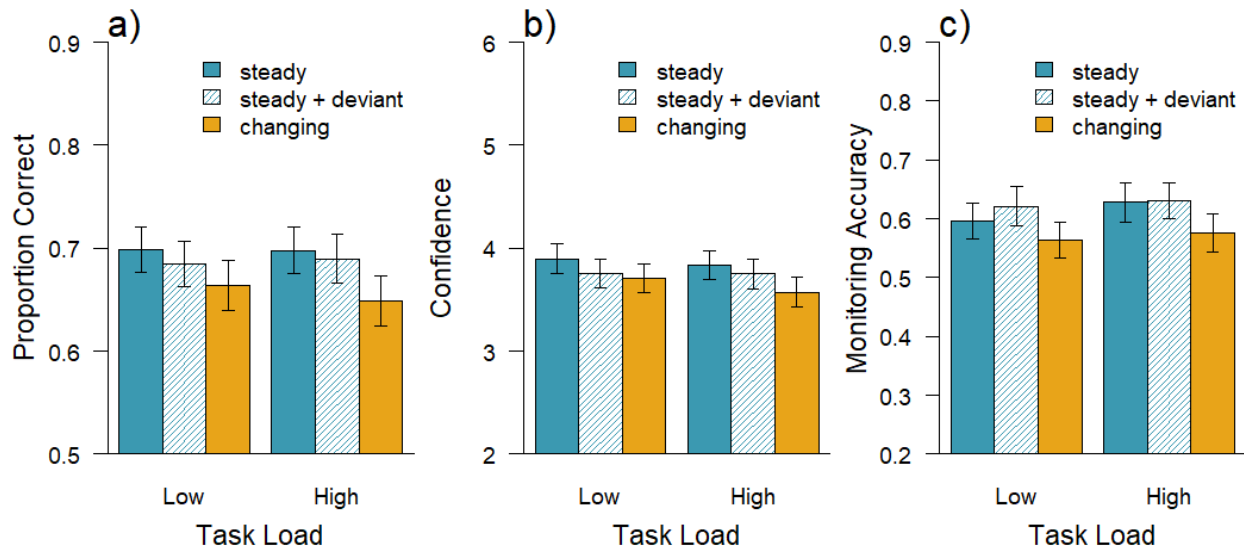 a)
Proportion Correct
0.9
0.8
0.7
0.6
0.5
steady
steady + deviant
changing
Low High
Task Load
b)
Confidence
6
5
4
3
2
steady
steady + deviant
changing
Low High
Task Load
c)
Monitoring Accuracy
0.9
0.8
0.7
0.6
0.5
0.4
0.3
0.2
steady
steady + deviant
changing
Low High
Task Load